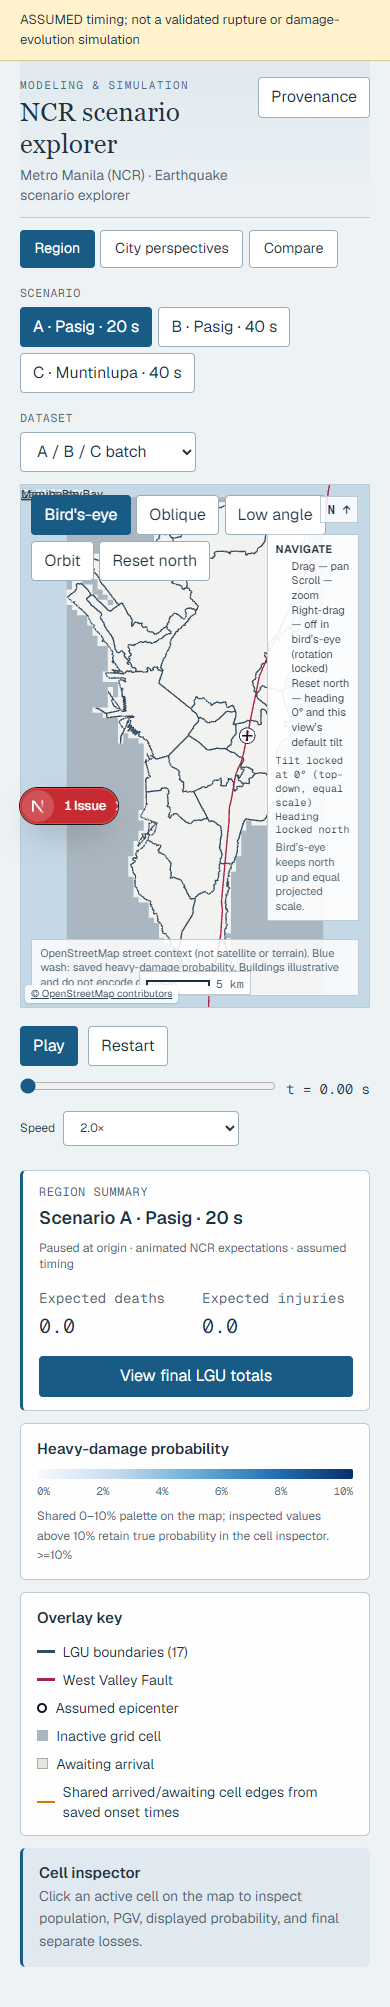 ASSUMED timing; not a validated rupture or damage-
evolution simulation
MODELING & SIMULATION
NCR scenario
explorer
Provenance
Metro Manila (NCR) · Earthquake
scenario explorer
Region
City perspectives
Compare
SCENARIO
A · Pasig · 20 s
B · Pasig · 40 s
C · Muntinlupa · 40 s
DATASET
A / B / C batch
Bird's-eye
Oblique
Low angle
N ↑
Orbit
Reset north
NAVIGATE
Drag — pan
Scroll —
zoom
Right-drag
— off in
bird's-eye
(rotation
locked)
Reset north
— heading
0° and this
view's
default tilt
Tilt locked
at 0° (top-
down, equal
scale)
Heading
locked north
Bird's-eye
keeps north
up and equal
projected
scale.
N
1 Issue
OpenStreetMap street context (not satellite or terrain). Blue
wash: saved heavy-damage probability. Buildings illustrative
and do not encode
5 km
© OpenStreetMap contributors
Play
Restart
t = 0.00 s
Speed
2.0×
REGION SUMMARY
Scenario A · Pasig · 20 s
Paused at origin · animated NCR expectations · assumed
timing
Expected deaths
Expected injuries
0.0
0.0
View final LGU totals
Heavy-damage probability
0% 2% 4% 6% 8% 10%
Shared 0–10% palette on the map; inspected values
above 10% retain true probability in the cell inspector.
>=10%
Overlay key
LGU boundaries (17)
West Valley Fault
Assumed epicenter
Inactive grid cell
Awaiting arrival
Shared arrived/awaiting cell edges from
saved onset times
Cell inspector
Click an active cell on the map to inspect
population, PGV, displayed probability, and final
separate losses.